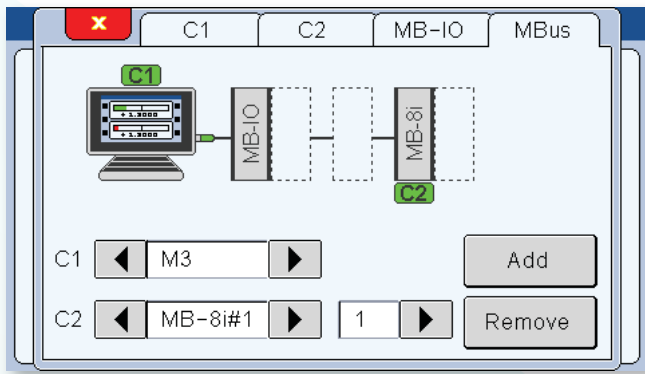 x C1 C2 MB-IO MBus
C1
+ 1.3000
+ 1.3000
MB-IO
MB-8i
C2
C1 M3 Add
C2 MB-8i#1 1 Remove